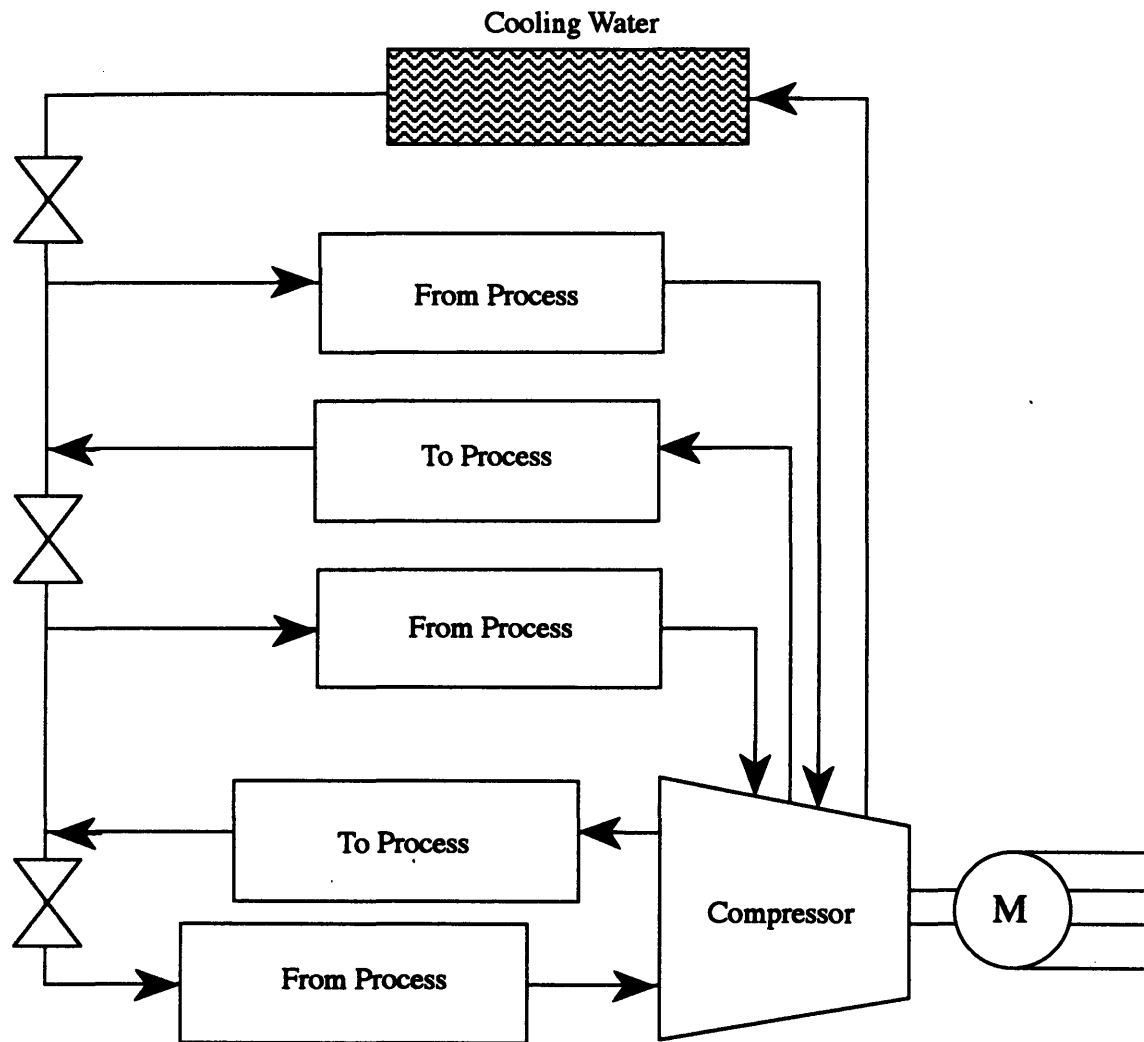 Cooling Water
From Process
To Process
From Process
To Process
Compressor
M
From Process